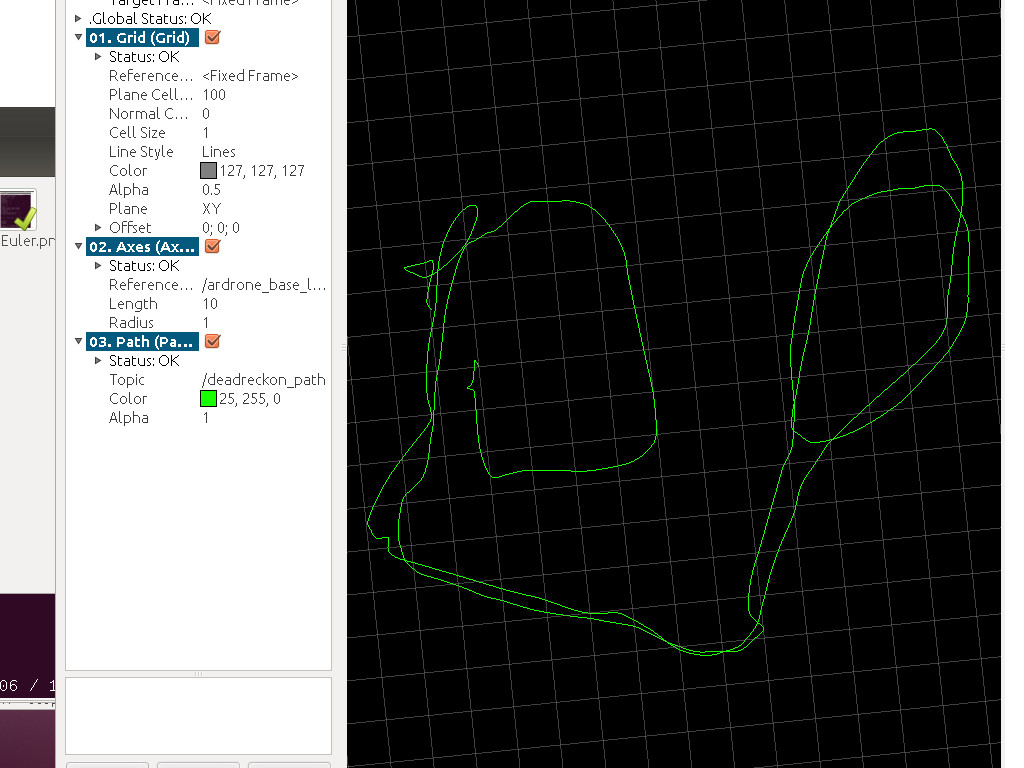 Target Fra... <Fixed Frame>
.Global Status: OK
01. Grid (Grid)
Status: OK
Reference... <Fixed Frame>
Plane Cell... 100
Normal C... 0
Cell Size 1
Line Style Lines
Color 127, 127, 127
Alpha 0.5
Plane XY
Offset 0; 0; 0
02. Axes (Ax...
Status: OK
Reference... /ardrone_base_l...
Length 10
Radius 1
03. Path (Pa...
Status: OK
Topic /deadreckon_path
Color 25, 255, 0
Alpha 1
Euler.pr
06 / 1